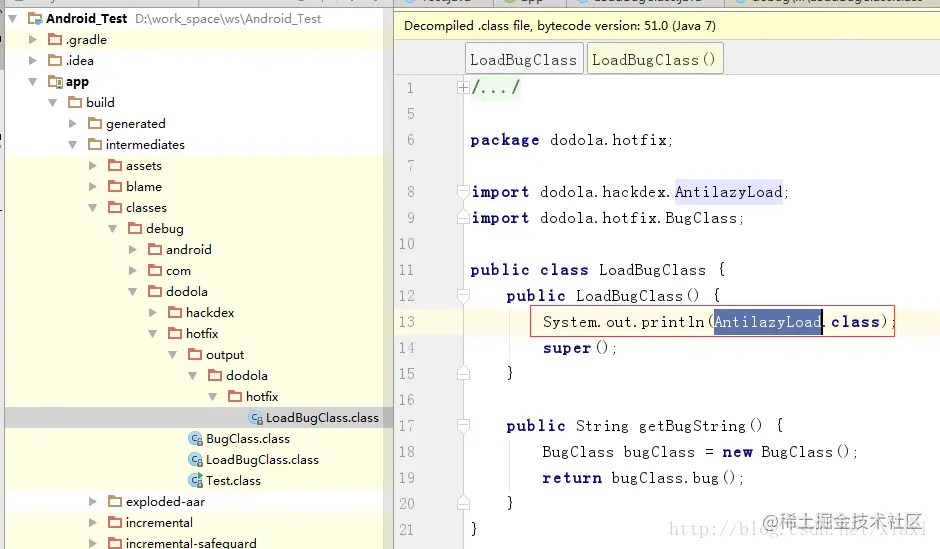 Android_Test D:\work_space\ws\Android_Test
.gradle
.idea
app
build
generated
intermediates
assets
blame
classes
debug
android
com
dodola
hackdex
hotfix
output
dodola
hotfix
LoadBugClass.class
BugClass.class
LoadBugClass.class
Test.class
exploded-aar
incremental
incremental-safeguard
Decompiled .class file, bytecode version: 51.0 (Java 7)
LoadBugClass LoadBugClass()
1 /.../
5
6 package dodola.hotfix;
7
8 import dodola.hackdex.AntilazyLoad;
9 import dodola.hotfix.BugClass;
10
11 public class LoadBugClass {
12 public LoadBugClass() {
13 System.out.println(AntilazyLoad.class);
14 super();
15 }
16
17 public String getBugString() {
18 BugClass bugClass = new BugClass();
19 return bugClass.bug();
20 }
21 }
@稀土掘金技术社区